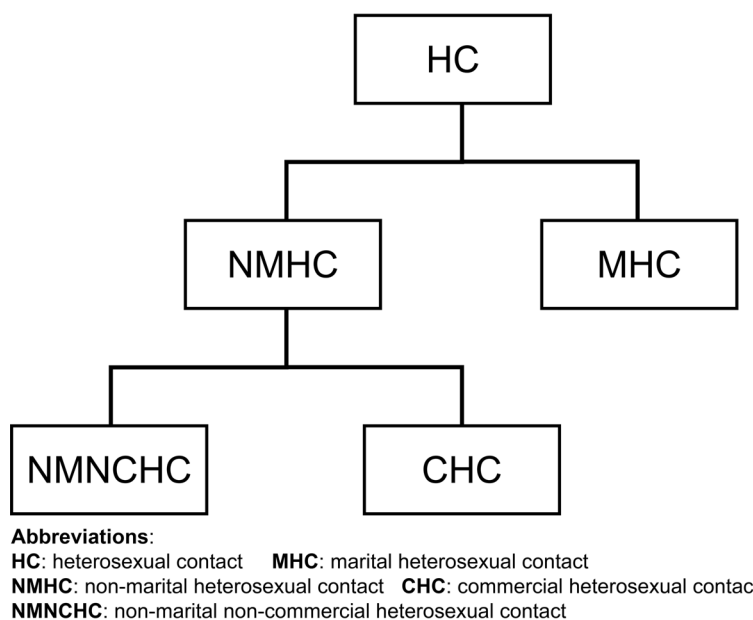 HC
NMHC
MHC
NMNCHC
CHC
Abbreviations:
HC: heterosexual contact MHC: marital heterosexual contact
NMHC: non-marital heterosexual contact CHC: commercial heterosexual contac
NMNCHC: non-marital non-commercial heterosexual contact